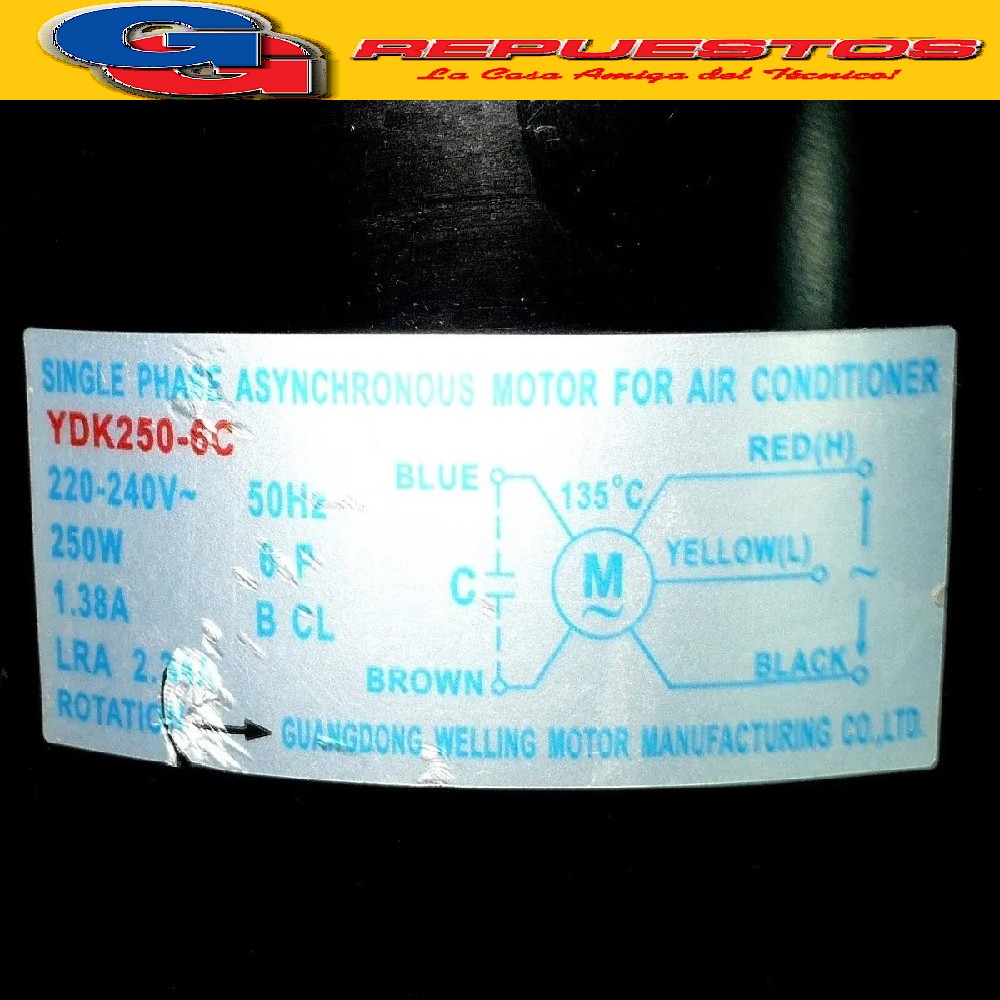 GG REPUESTOS
La Casa Amiga del Técnico!
SINGLE PHASE ASYNCHRONOUS MOTOR FOR AIR CONDITIONER
YDK250-6C
220-240V~ 50Hz
250W 6 P
1.38A B CL
LRA
ROTATION
BLUE
135°C
RED(H)
C
M
~
YELLOW(L)
~
BROWN
BLACK
GUANGDONG WELLING MOTOR MANUFACTURING CO.,LTD.